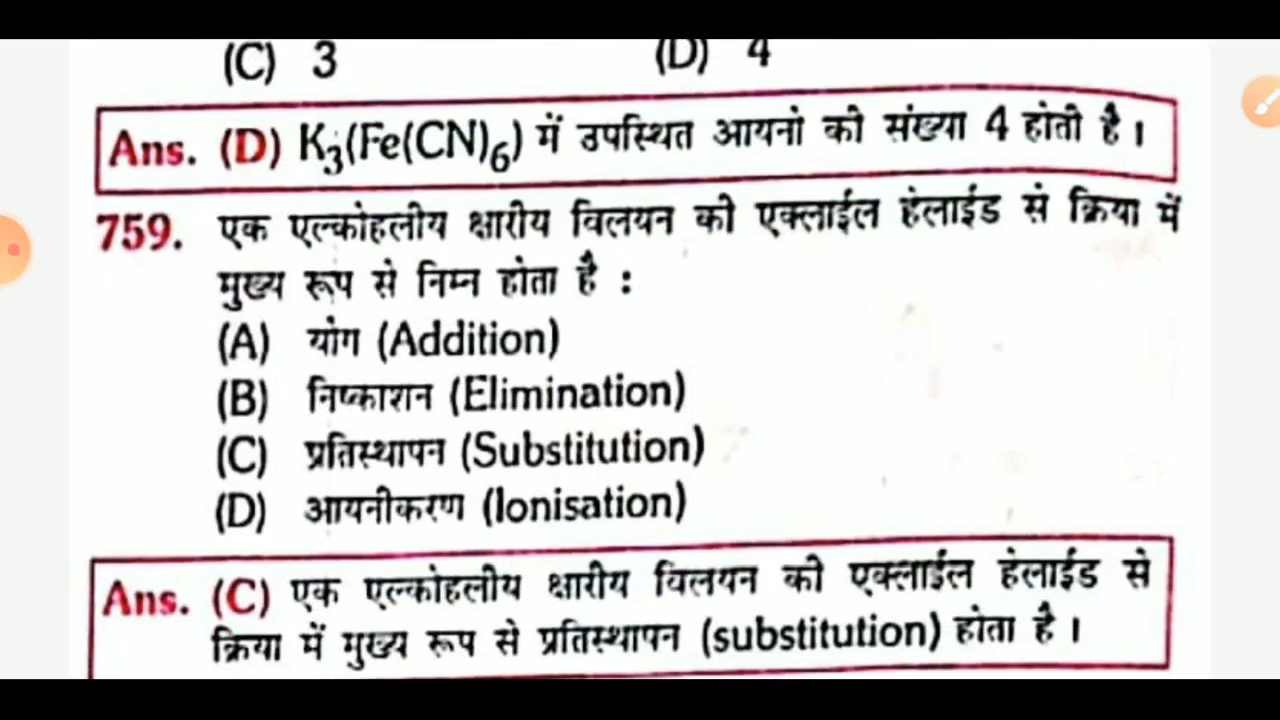 (C) 3 (D) 4
Ans. (D) K3(Fe(CN)6) में उपस्थित आयनो की संख्या 4 होती है।
759. एक एल्कोहलीय क्षारीय विलयन की एक्लाईल हेलाईड से क्रिया में
मुख्य रूप से निम्न होता है :
(A) योग (Addition)
(B) निष्काशन (Elimination)
(C) प्रतिस्थापन (Substitution)
(D) आयनीकरण (Ionisation)
Ans. (C) एक एल्कोहलीय क्षारीय विलयन की एक्लाईल हेलाईड से
क्रिया में मुख्य रूप से प्रतिस्थापन (substitution) होता है।